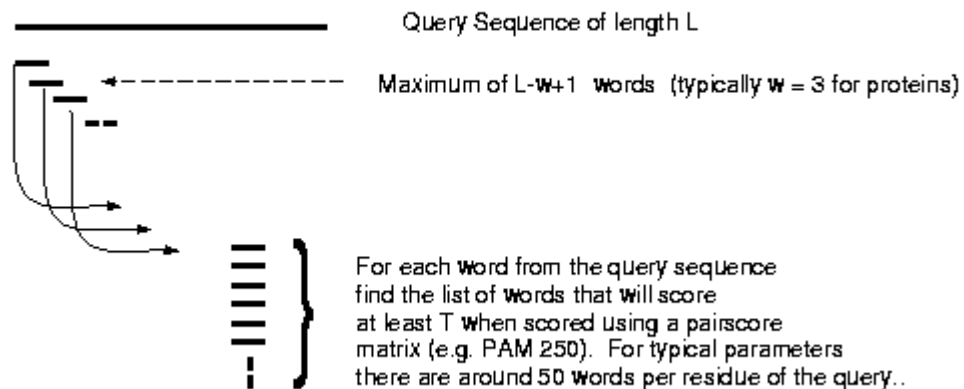 Query Sequence of length L
Maximum of L-w+1 words (typically w = 3 for proteins)
For each word from the query sequence
find the list of words that will score
at least T when scored using a pairscore
matrix (e.g. PAM 250). For typical parameters
there are around 50 words per residue of the query..